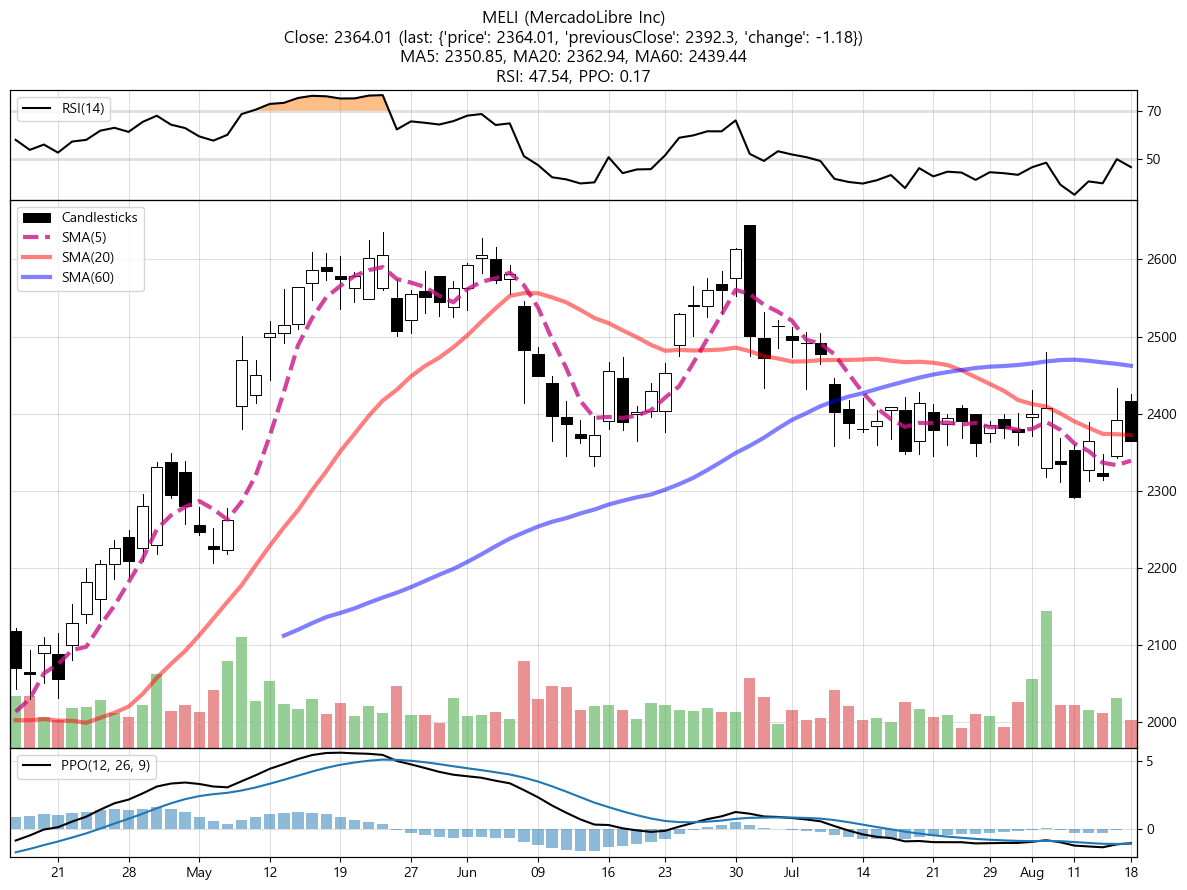 MELI (MercadoLibre Inc)
Close: 2364.01 (last: {'price': 2364.01, 'previousClose': 2392.3, 'change': -1.18})
MA5: 2350.85, MA20: 2362.94, MA60: 2439.44
RSI: 47.54, PPO: 0.17
RSI(14)
70
50
Candlesticks
SMA(5)
SMA(20)
SMA(60)
2600
2500
2400
2300
2200
2100
2000
PPO(12, 26, 9)
5
0
21 28 May 12 19 27 Jun 09 16 23 30 Jul 14 21 29 Aug 11 18